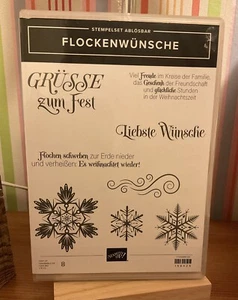 STEMPELSET ABLÖSBAR
FLOCKENWÜNSCHE
GRÜSSE
zum Fest
Viel Freude im Kreise der Familie,
das Geschenk der Freundschaft
und glückliche Stunden
in der Weihnachtszeit
Liebste Wünsche
Flocken schweben zur Erde nieder
und verheißen: Es weihnachtet wieder!